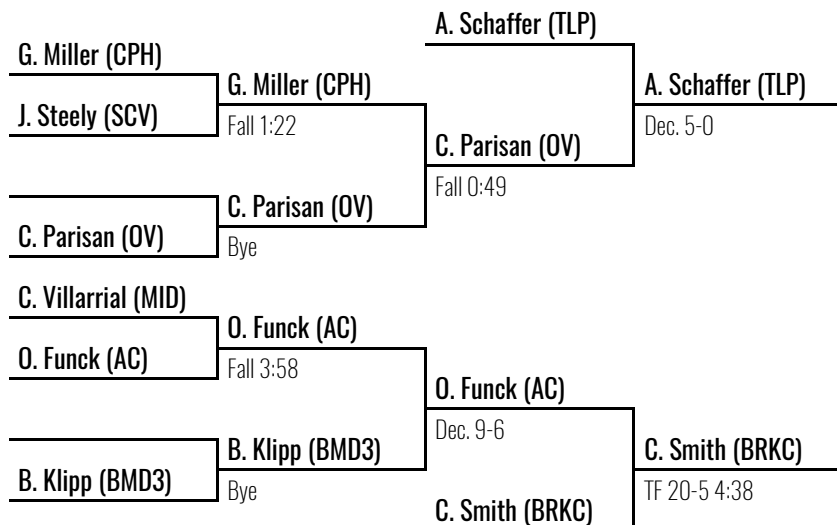 G. Miller (CPH)
J. Steely (SCV)
C. Parisan (OV)
C. Villarrial (MID)
O. Funck (AC)
B. Klipp (BMD3)
G. Miller (CPH)
Fall 1:22
C. Parisan (OV)
Bye
O. Funck (AC)
Fall 3:58
B. Klipp (BMD3)
Bye
A. Schaffer (TLP)
C. Parisan (OV)
Fall 0:49
O. Funck (AC)
Dec. 9-6
C. Smith (BRKC)
A. Schaffer (TLP)
Dec. 5-0
C. Smith (BRKC)
TF 20-5 4:38